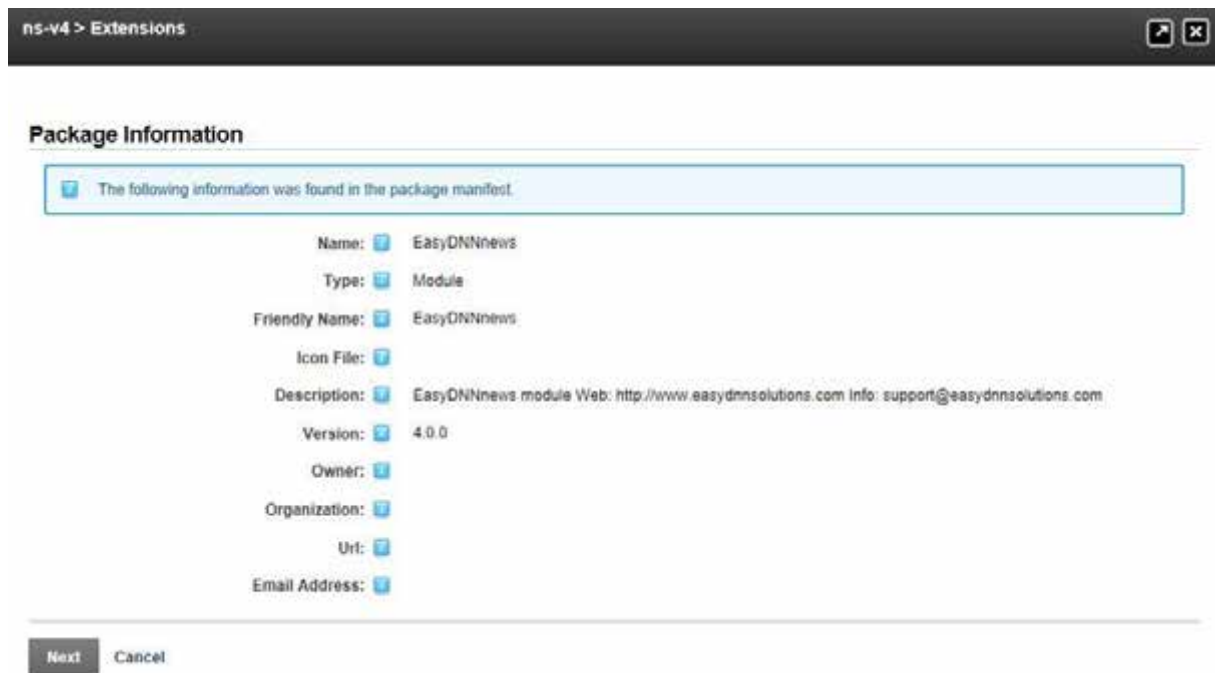 ns-v4 > Extensions
Package Information
The following information was found in the package manifest.
Name: EasyDNNnews
Type: Module
Friendly Name: EasyDNNnews
Icon File:
Description: EasyDNNnews module Web: http://www.easydnnsolutions.com Info: support@easydnnsolutions.com
Version: 4.0.0
Owner:
Organization:
Url:
Email Address:
Next Cancel